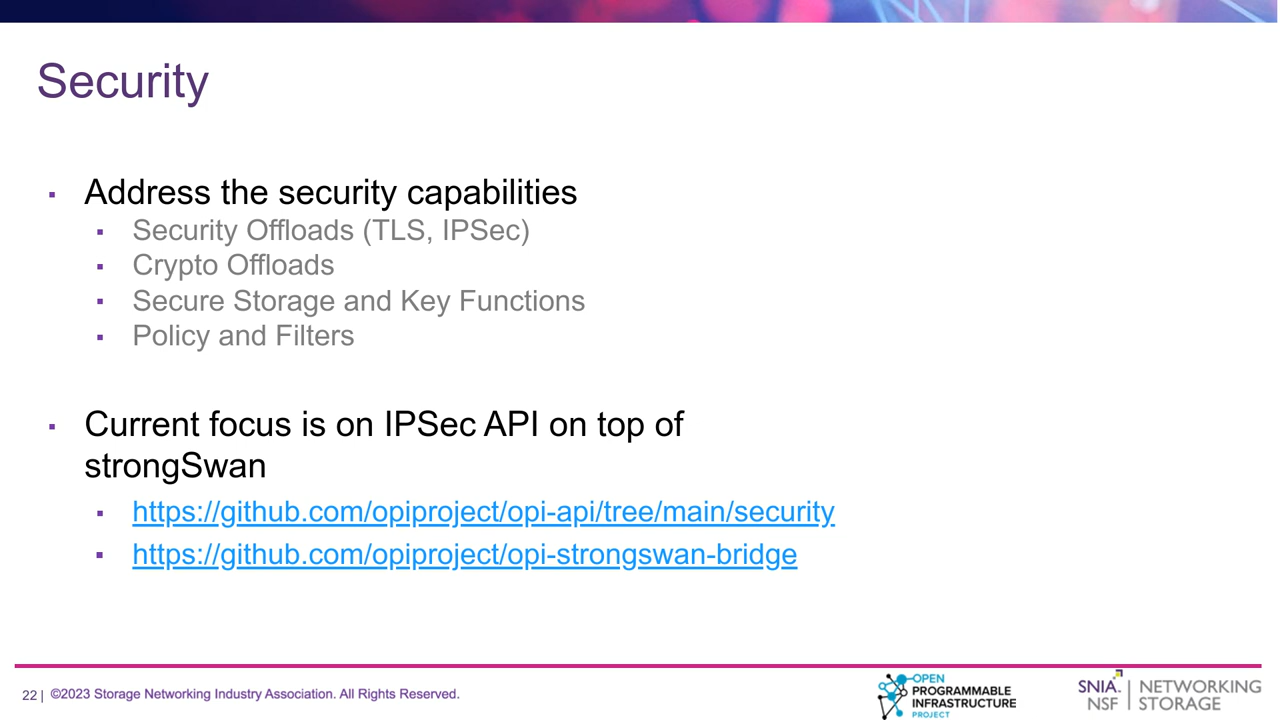 Security
▪ Address the security capabilities
▪ Security Offloads (TLS, IPSec)
▪ Crypto Offloads
▪ Secure Storage and Key Functions
▪ Policy and Filters
▪ Current focus is on IPSec API on top of
strongSwan
▪ https://github.com/opiproject/opi-api/tree/main/security
▪ https://github.com/opiproject/opi-strongswan-bridge
22 | ©2023 Storage Networking Industry Association. All Rights Reserved.
OPEN
PROGRAMMABLE
INFRASTRUCTURE
PROJECT
SNIA. | NETWORKING
NSF | STORAGE